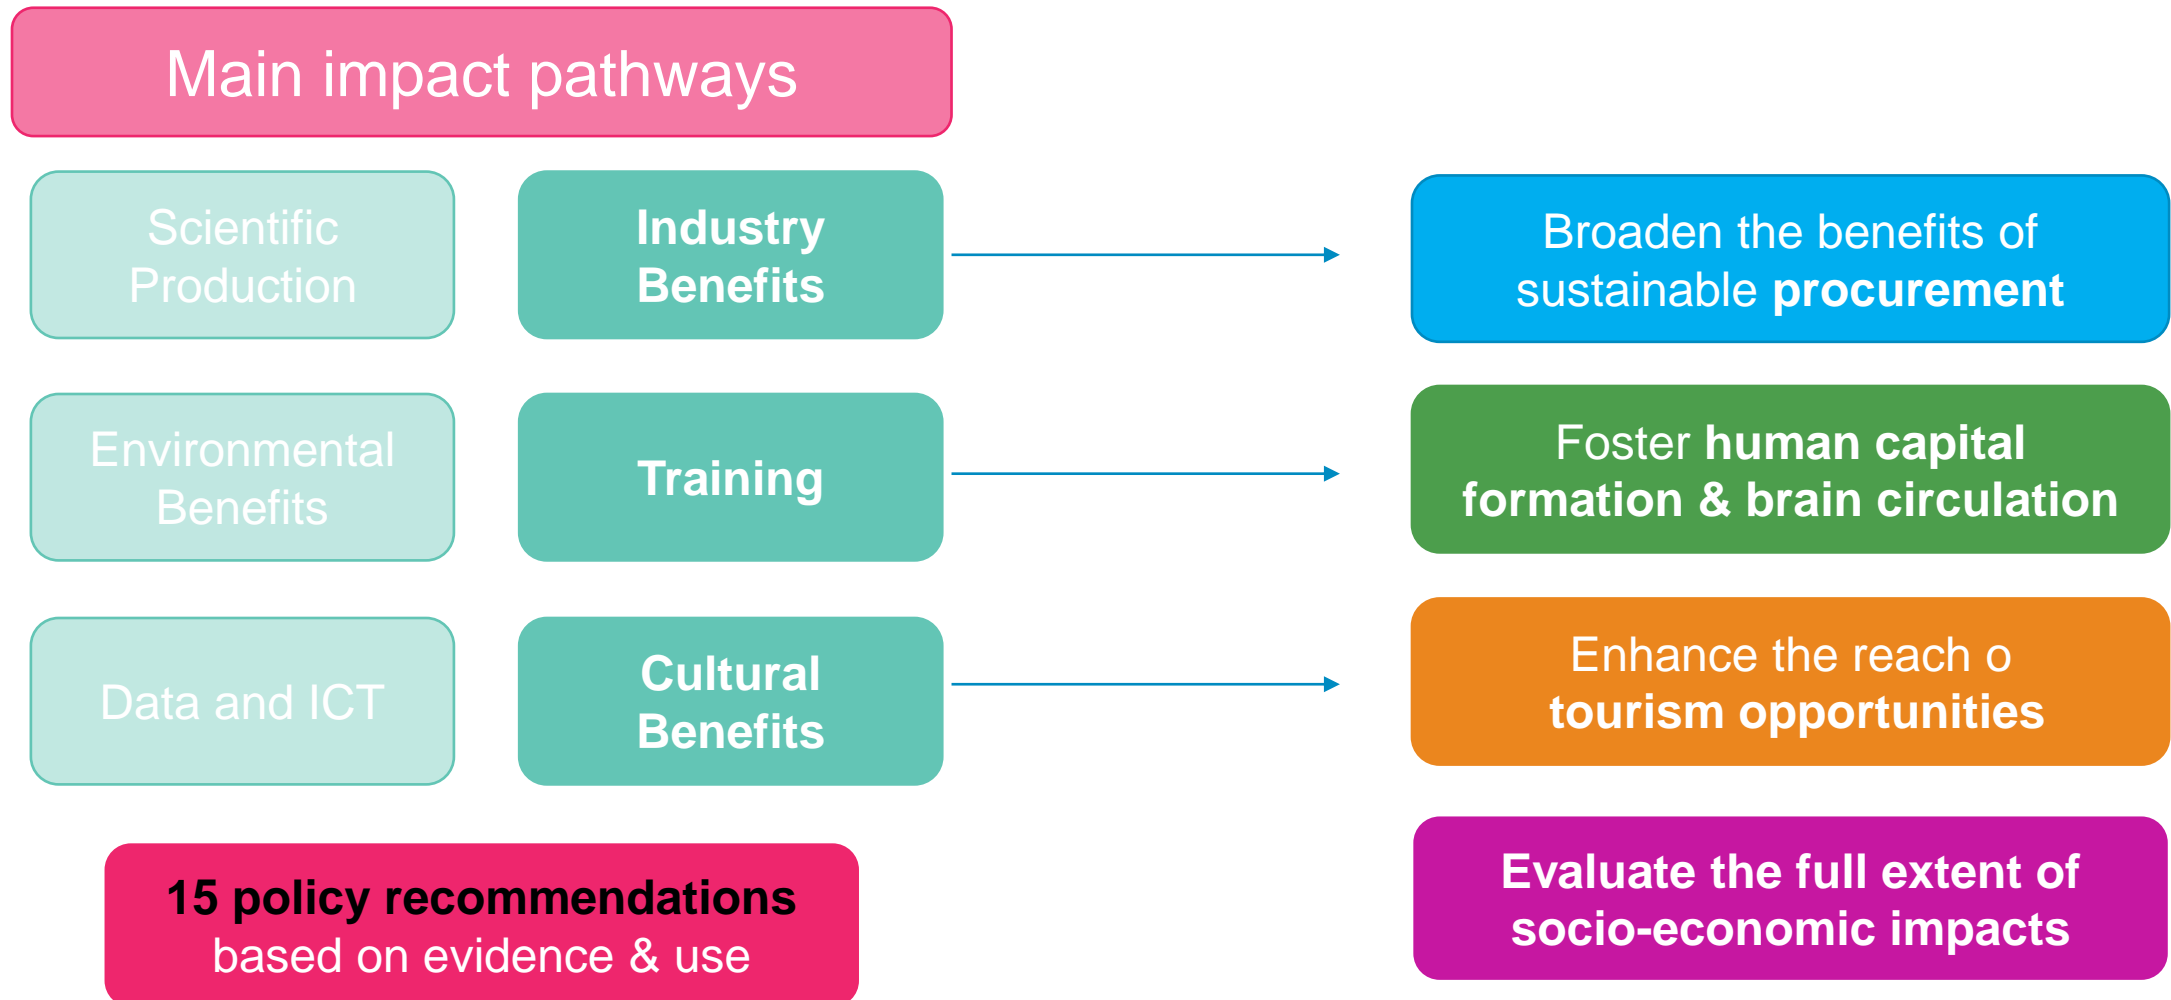 Main impact pathways
Scientific
Production
Industry
Benefits
Broaden the benefits of
sustainable procurement
Environmental
Benefits
Training
Foster human capital
formation & brain circulation
Data and ICT
Cultural
Benefits
Enhance the reach o
tourism opportunities
15 policy recommendations
based on evidence & use
Evaluate the full extent of
socio-economic impacts